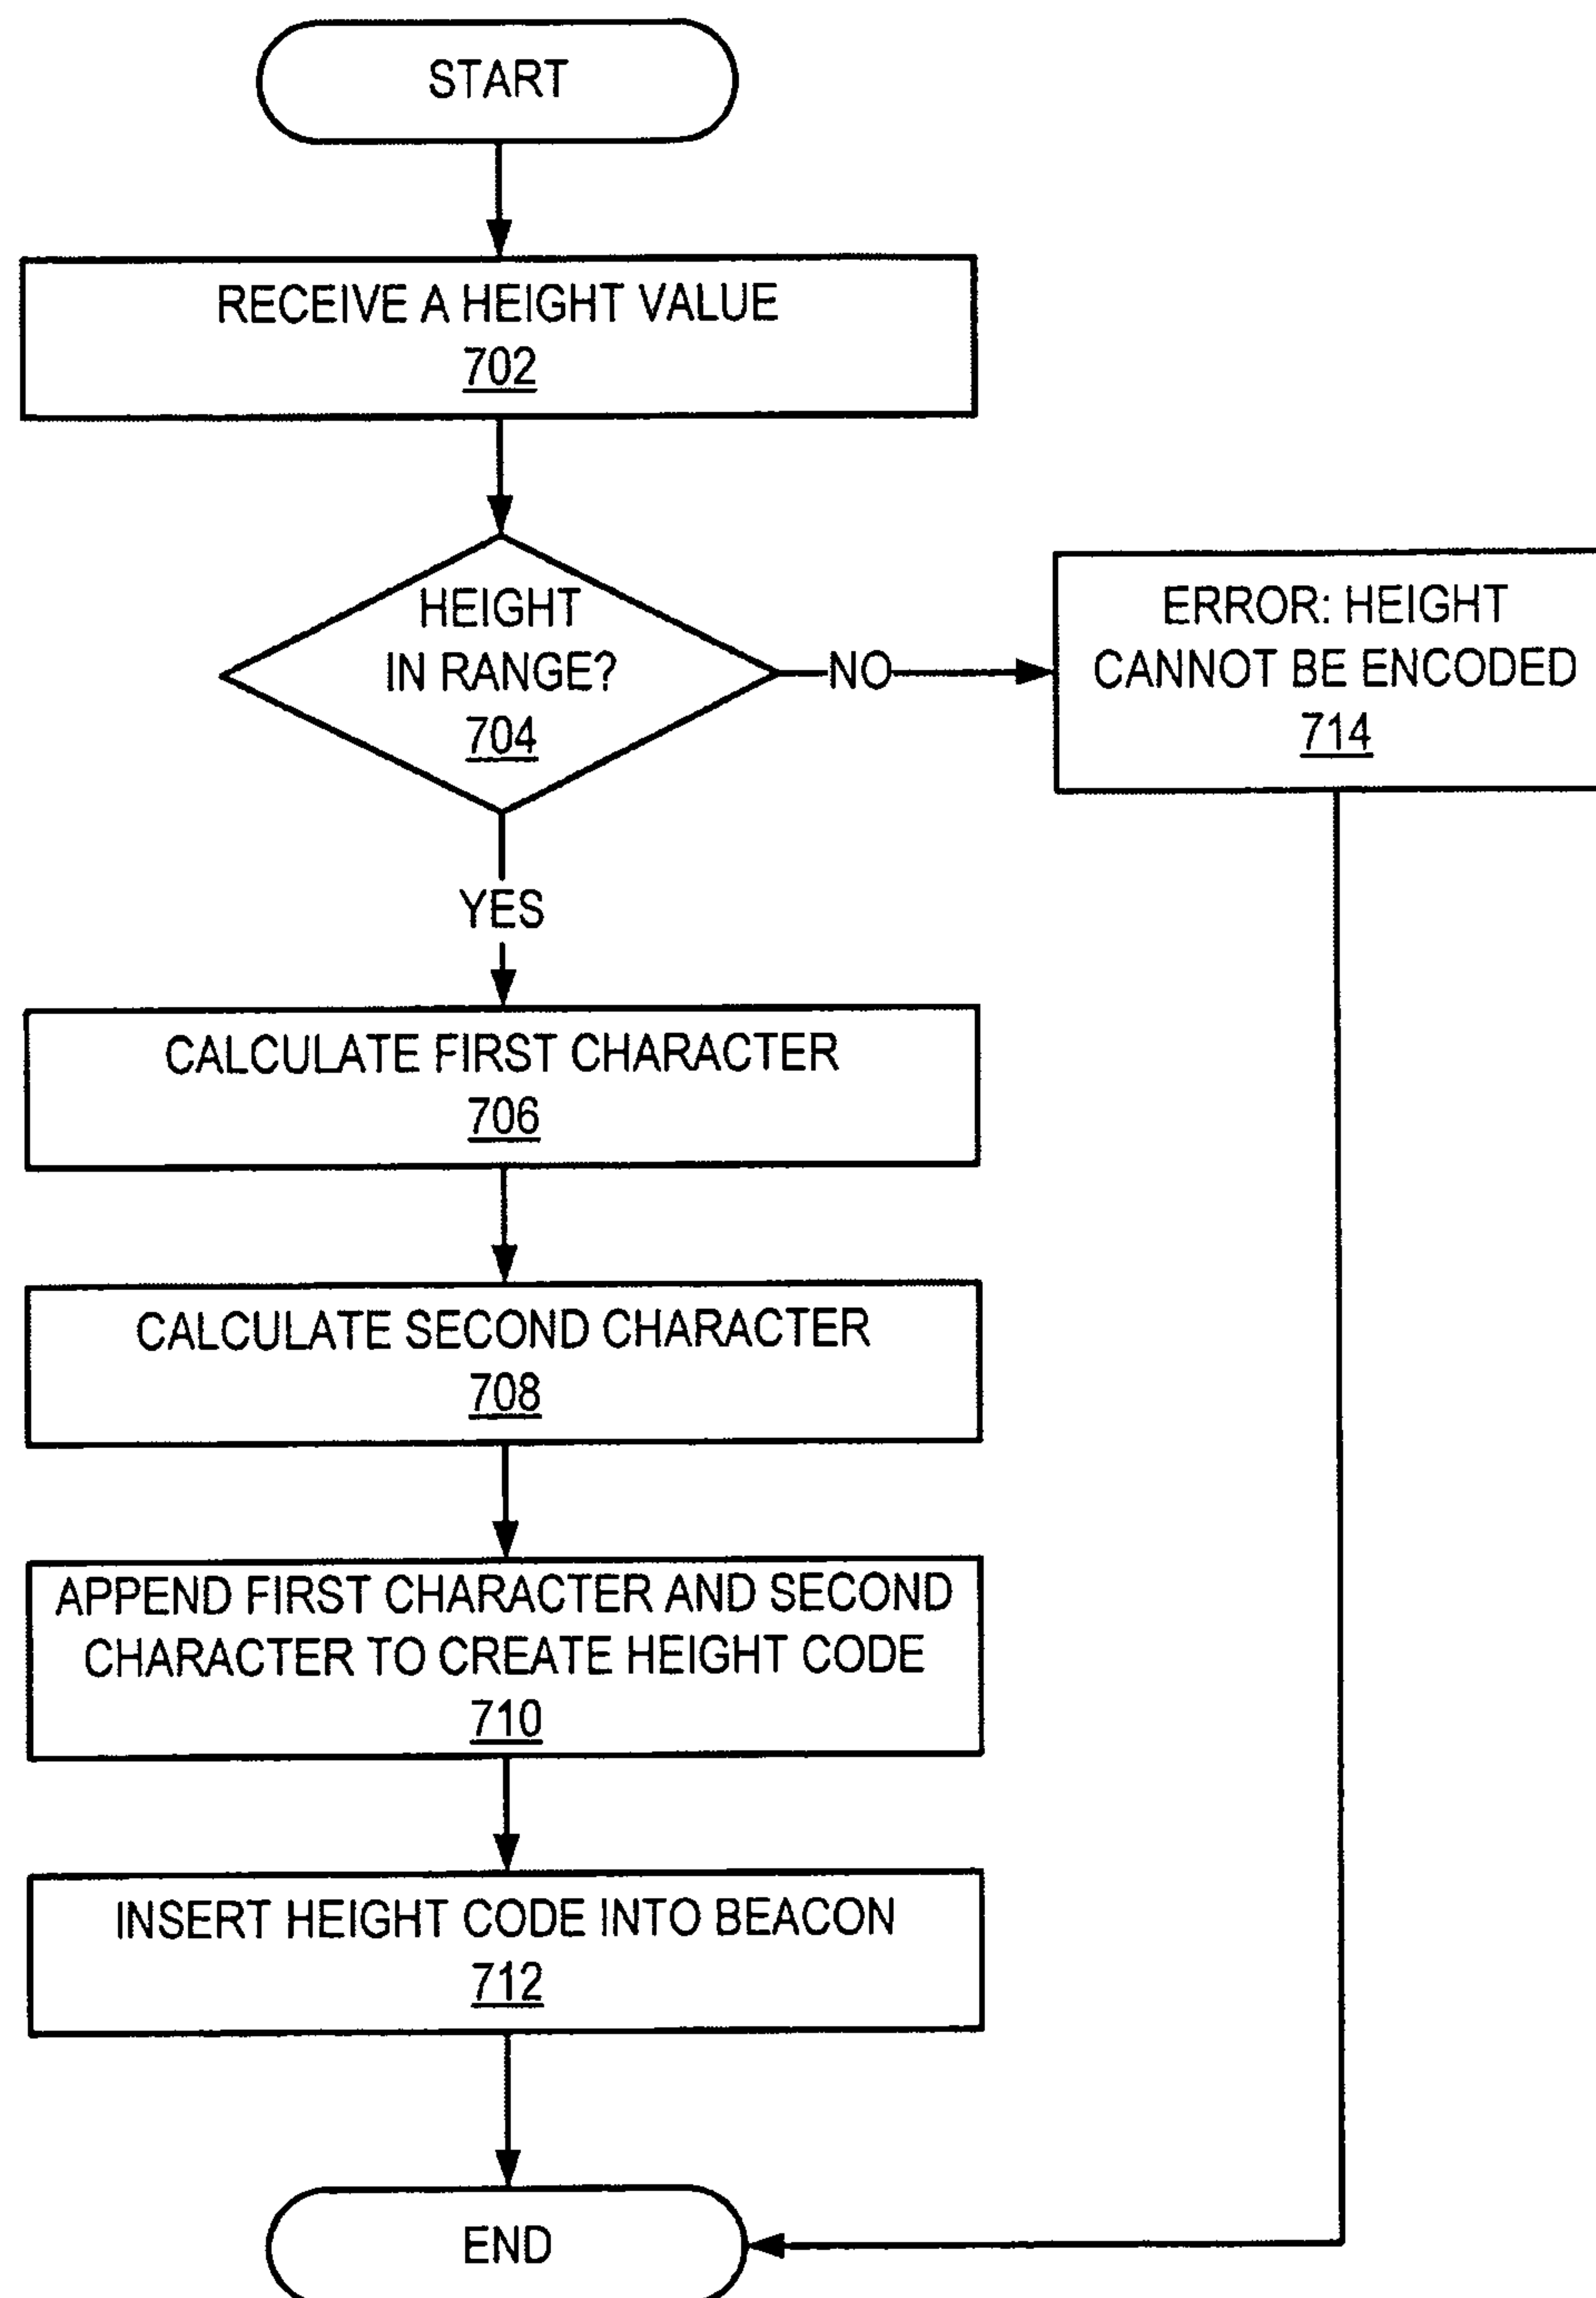 START
RECEIVE A HEIGHT VALUE
702
HEIGHT
IN RANGE?
704
NO
ERROR: HEIGHT
CANNOT BE ENCODED
714
YES
CALCULATE FIRST CHARACTER
706
CALCULATE SECOND CHARACTER
708
APPEND FIRST CHARACTER AND SECOND
CHARACTER TO CREATE HEIGHT CODE
710
INSERT HEIGHT CODE INTO BEACON
712
END